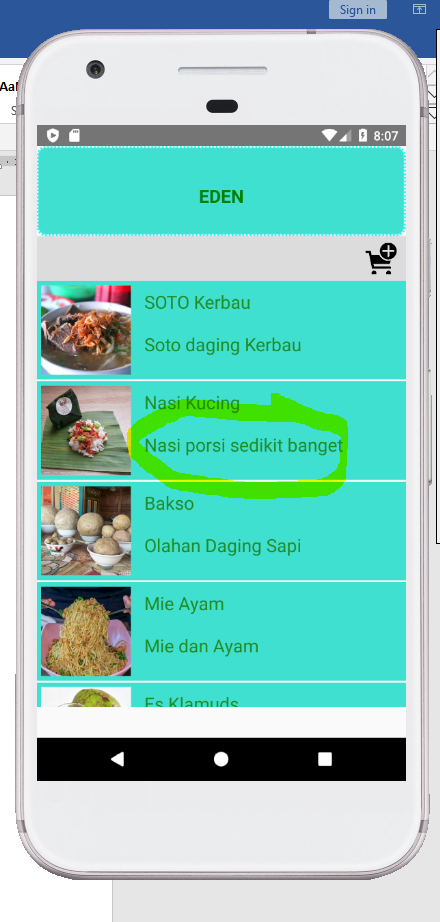 Sign in
8:07
EDEN
SOTO Kerbau
Soto daging Kerbau
Nasi Kucing
Nasi porsi sedikit banget
Bakso
Olahan Daging Sapi
Mie Ayam
Mie dan Ayam
Es Klamuds